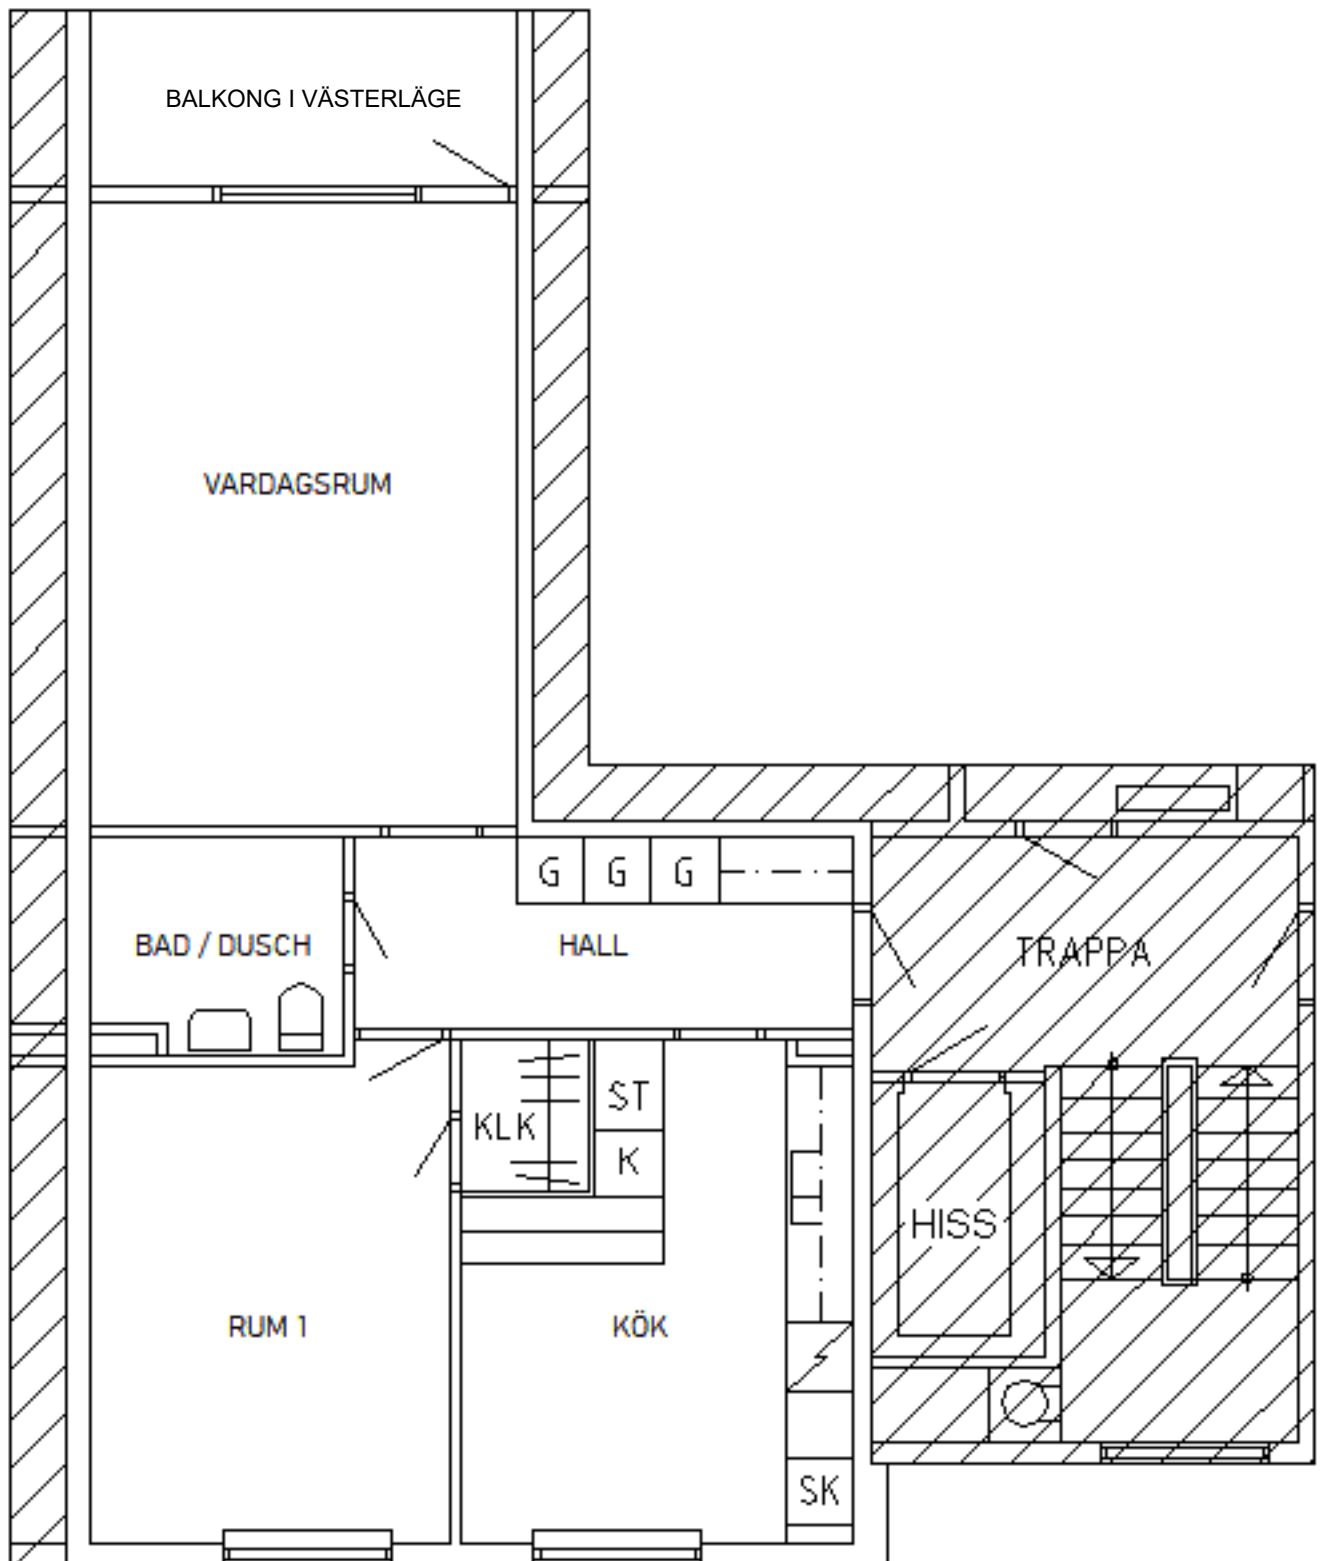 BALKONG I VÄSTERLÄGE
VARDAGSRUM
G G G
BAD / DUSCH
HALL
TRAPPA
ST
KLK
K
HISS
RUM 1
KÖK
SK